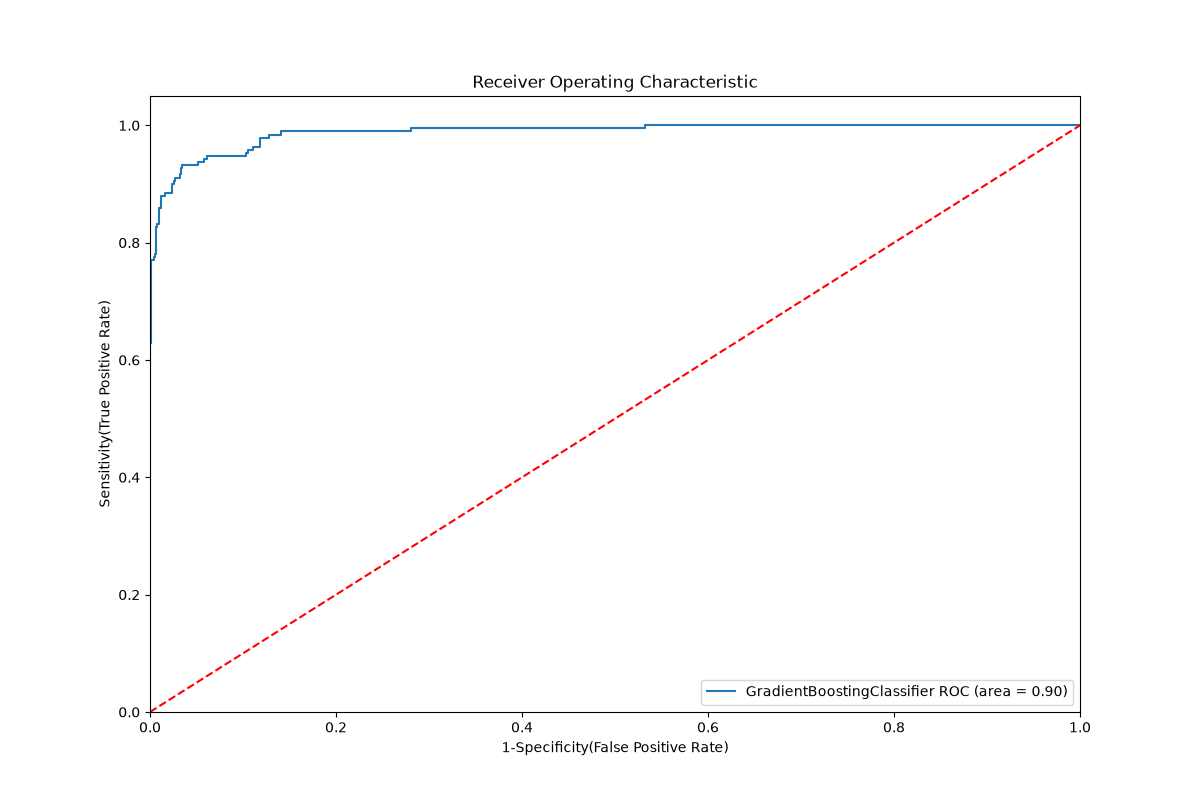 Receiver Operating Characteristic
1.0
0.8
0.6
0.4
0.2
0.0
Sensitivity(True Positive Rate)
GradientBoostingClassifier ROC (area = 0.90)
0.0 0.2 0.4 0.6 0.8 1.0
1-Specificity(False Positive Rate)